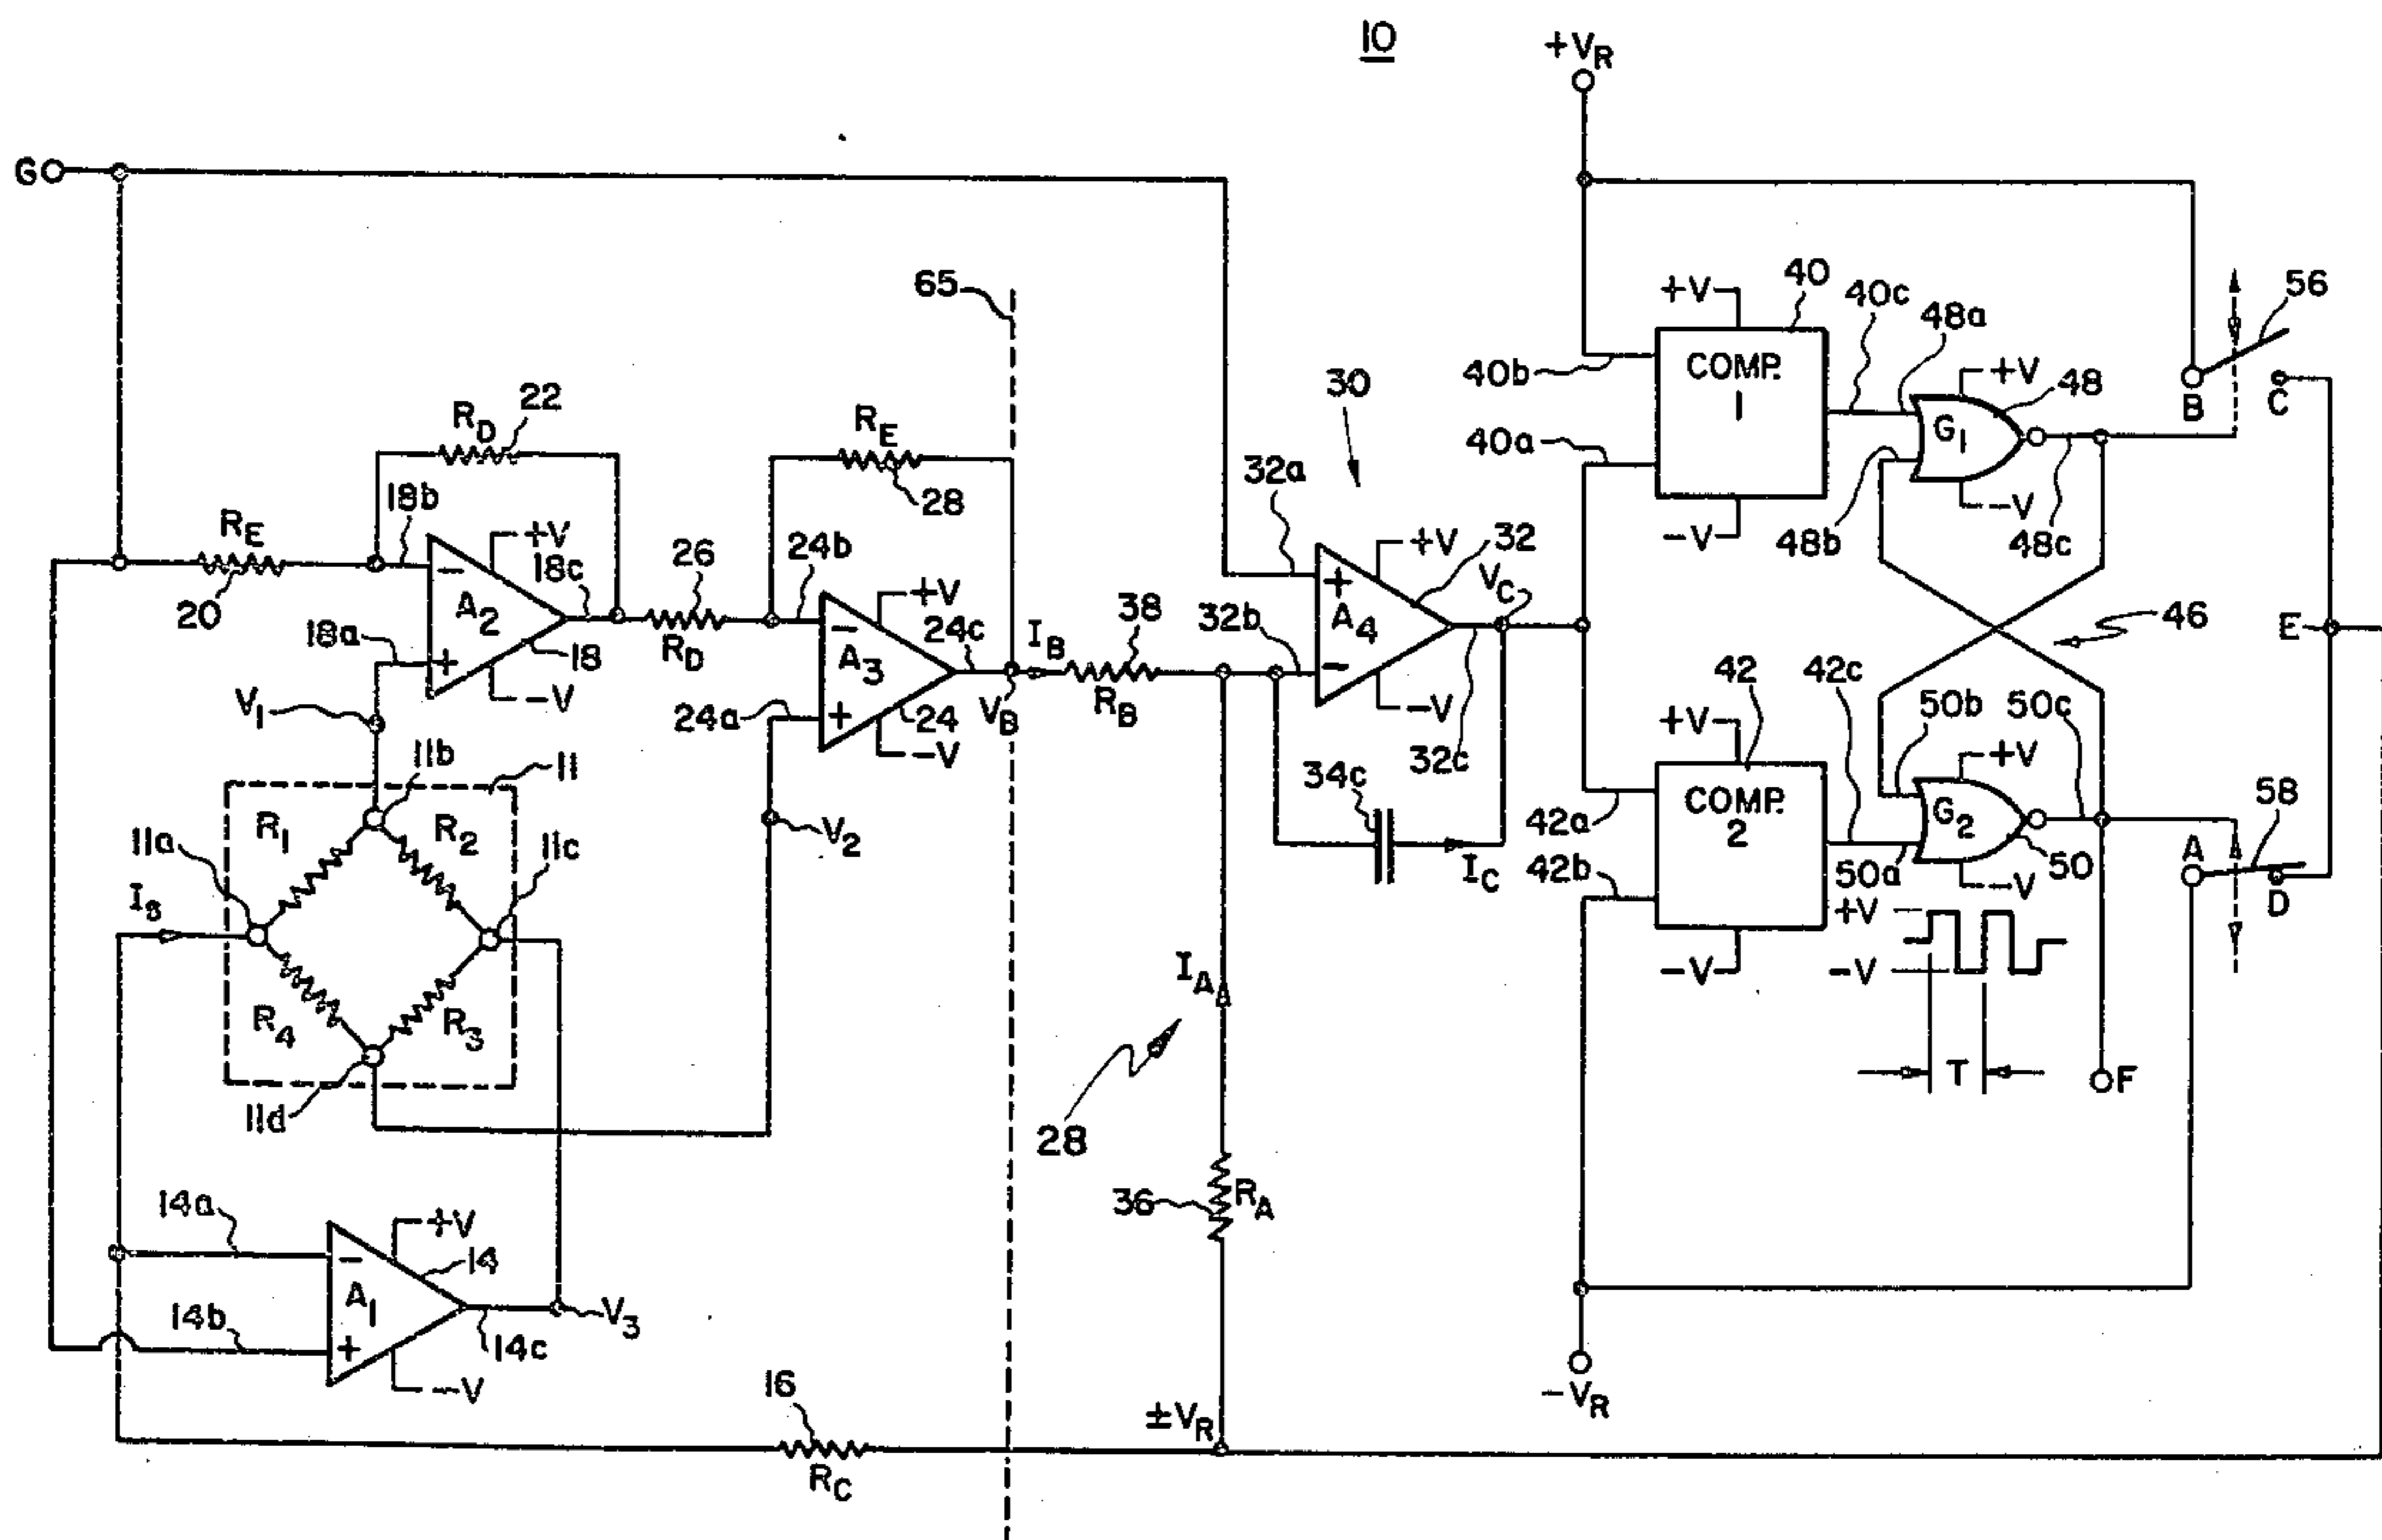 10
+VR
G
65
40
56
+V
40c
48a
COMP. 1
30
40b
+V
48
B
C
RD
22
RE
28
40a
G1
32a
-V
48b
-V
48c
18b
RE
+V
24b
32
+V
VC
20
A2
18c
26
+V
38
32b
A4
E
46
18a
18
RD
A3
24c
IB
-V
42
42c
50b
50c
V1
-V
24a
24
VB
RB
-V
32c
+V
+V
11b
11
34c
COMP. 2
G2
58
R1
R2
11c
V2
42a
A
11a
IC
42b
50a
-V
50
D
IS
+V
-V
-V
IA
R4
R3
T
F
11d
28
14a
+V
36
RA
14
A1
14b
14c
V3
-V
-VR
16
±VR
RC